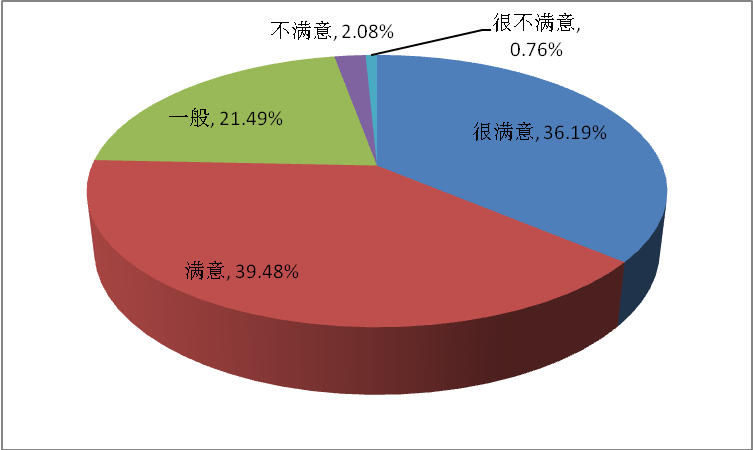 不满意, 2.08%
很不满意,
0.76%
一般, 21.49%
很满意, 36.19%
满意, 39.48%